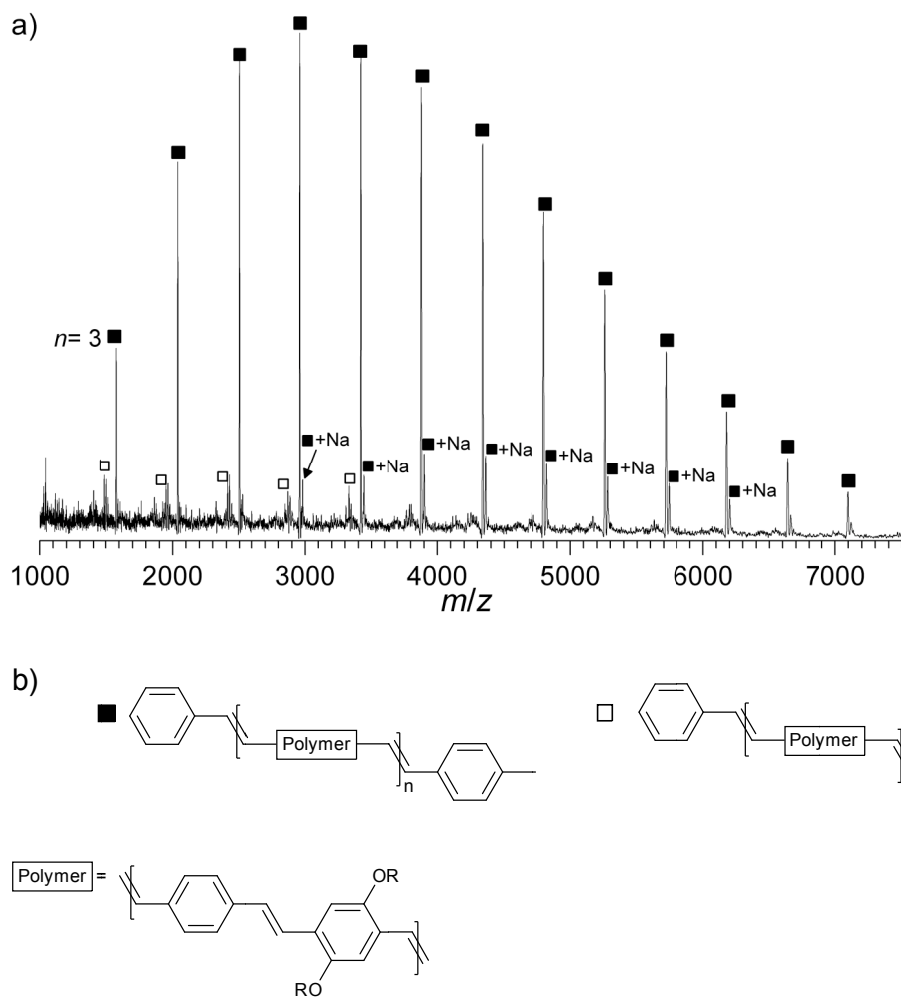 a)
n= 3
■ +Na
■ +Na
■ +Na
■ +Na
■ +Na
■ +Na
■ +Na
■ +Na
1000 2000 3000 4000 5000 6000 7000
m/z
b)
Polymer
n
Polymer
Polymer =
OR
RO